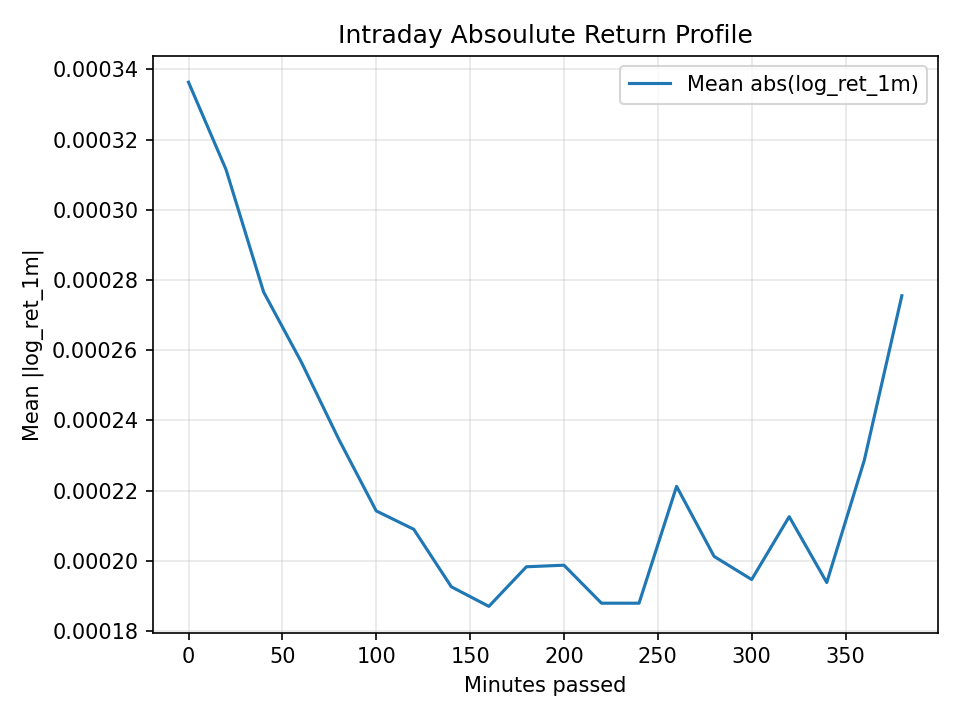 Intraday Absoulute Return Profile
Mean abs(log_ret_1m)
Mean |log_ret_1m|
0.00034
0.00032
0.00030
0.00028
0.00026
0.00024
0.00022
0.00020
0.00018
0 50 100 150 200 250 300 350
Minutes passed